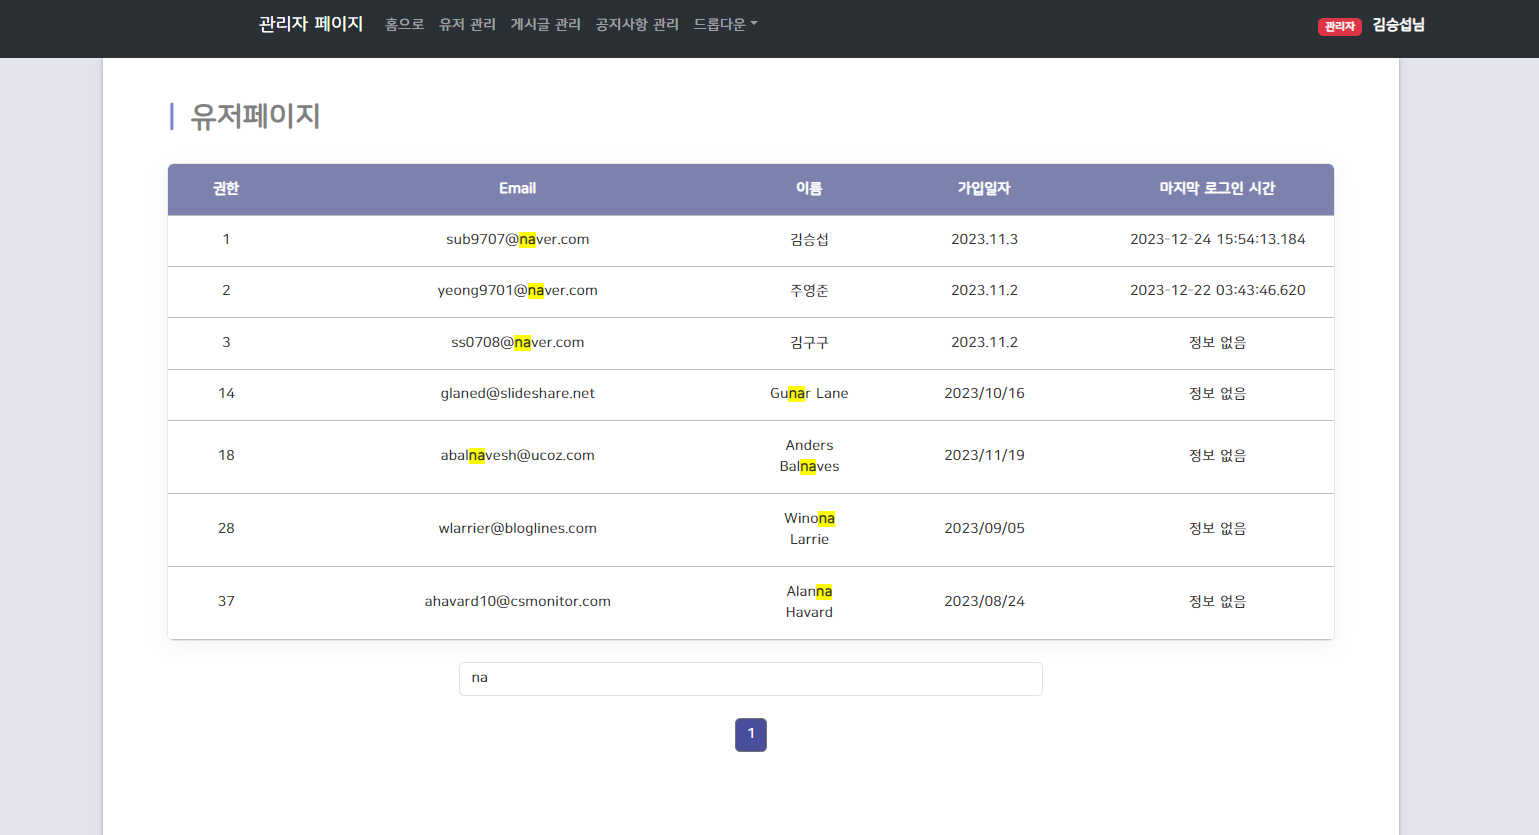 관리자 페이지 홈으로 유저 관리 게시글 관리 공지사항 관리 드롭다운 관리자 김승섭님
유저페이지
권한 Email 이름 가입일자 마지막 로그인 시간
1 sub9707@naver.com 김승섭 2023.11.3 2023-12-24 15:54:13.184
2 yeong9701@naver.com 주영준 2023.11.2 2023-12-22 03:43:46.620
3 ss0708@naver.com 김구구 2023.11.2 정보 없음
14 glaned@slideshare.net Gunar Lane 2023/10/16 정보 없음
18 abalnavesh@ucoz.com Anders Balnaves 2023/11/19 정보 없음
28 wlarrier@bloglines.com Winona Larrie 2023/09/05 정보 없음
37 ahavard10@csmonitor.com Alanna Havard 2023/08/24 정보 없음
na
1